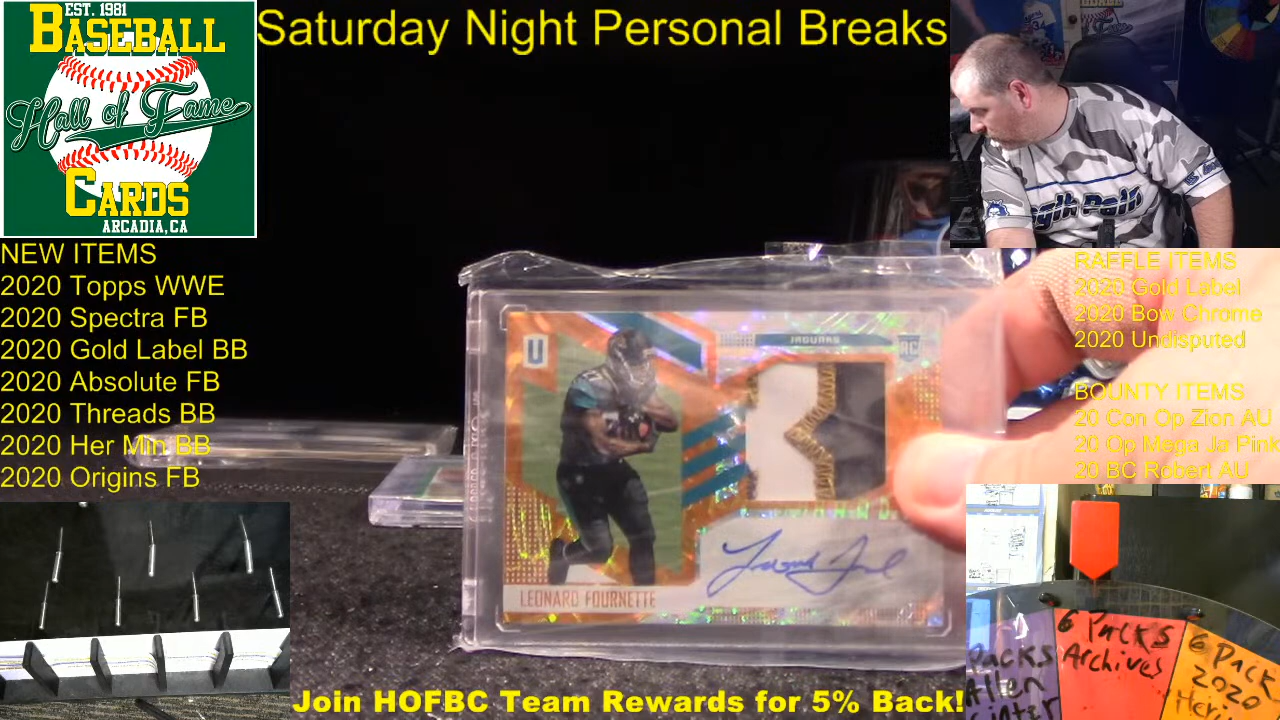 EST. 1981
BASEBALL
Hall of Fame
CARDS
ARCADIA, CA
Saturday Night Personal Breaks
NEW ITEMS
2020 Topps WWE
2020 Spectra FB
2020 Gold Label BB
2020 Absolute FB
2020 Threads BB
2020 Her Min BB
2020 Origins FB
RAFFLE ITEMS
2020 Gold Label
2020 Bow Chrome
2020 Undisputed
BOUNTY ITEMS
20 Con Op Zion AU
20 Op Mega Ja Pink
20 BC Robert AU
U
JAGUARS
RC
LEONARD FOURNETTE
6 Packs
Archives
6 Pack
2020
Join HOFBC Team Rewards for 5% Back!